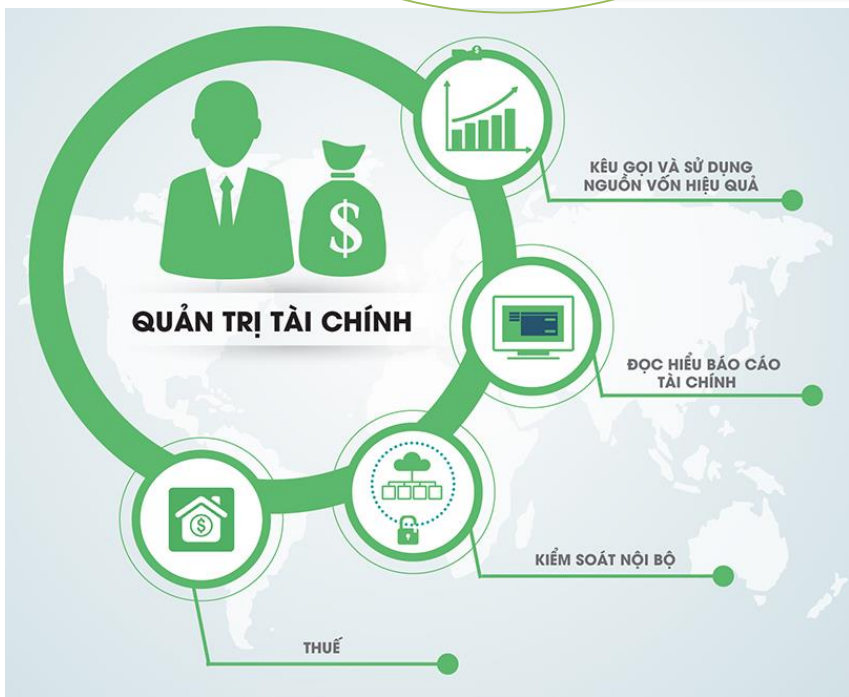 $
KÊU GỌI VÀ SỬ DỤNG
NGUỒN VỐN HIỆU QUẢ
$
QUẢN TRỊ TÀI CHÍNH
ĐỌC HIỂU BÁO CÁO
TÀI CHÍNH
$
KIỂM SOÁT NỘI BỘ
THUẾ